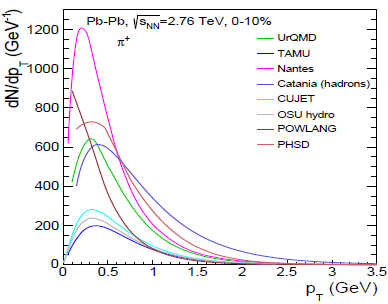 Pb-Pb, √sNN=2.76 TeV, 0-10%
π+
UrQMD
TAMU
Nantes
Catania (hadrons)
CUJET
OSU hydro
POWLANG
PHSD
dN/dpT(GeV-1)
1200
1000
800
600
400
200
0
0 0.5 1 1.5 2 2.5 3 3.5
pT (GeV)